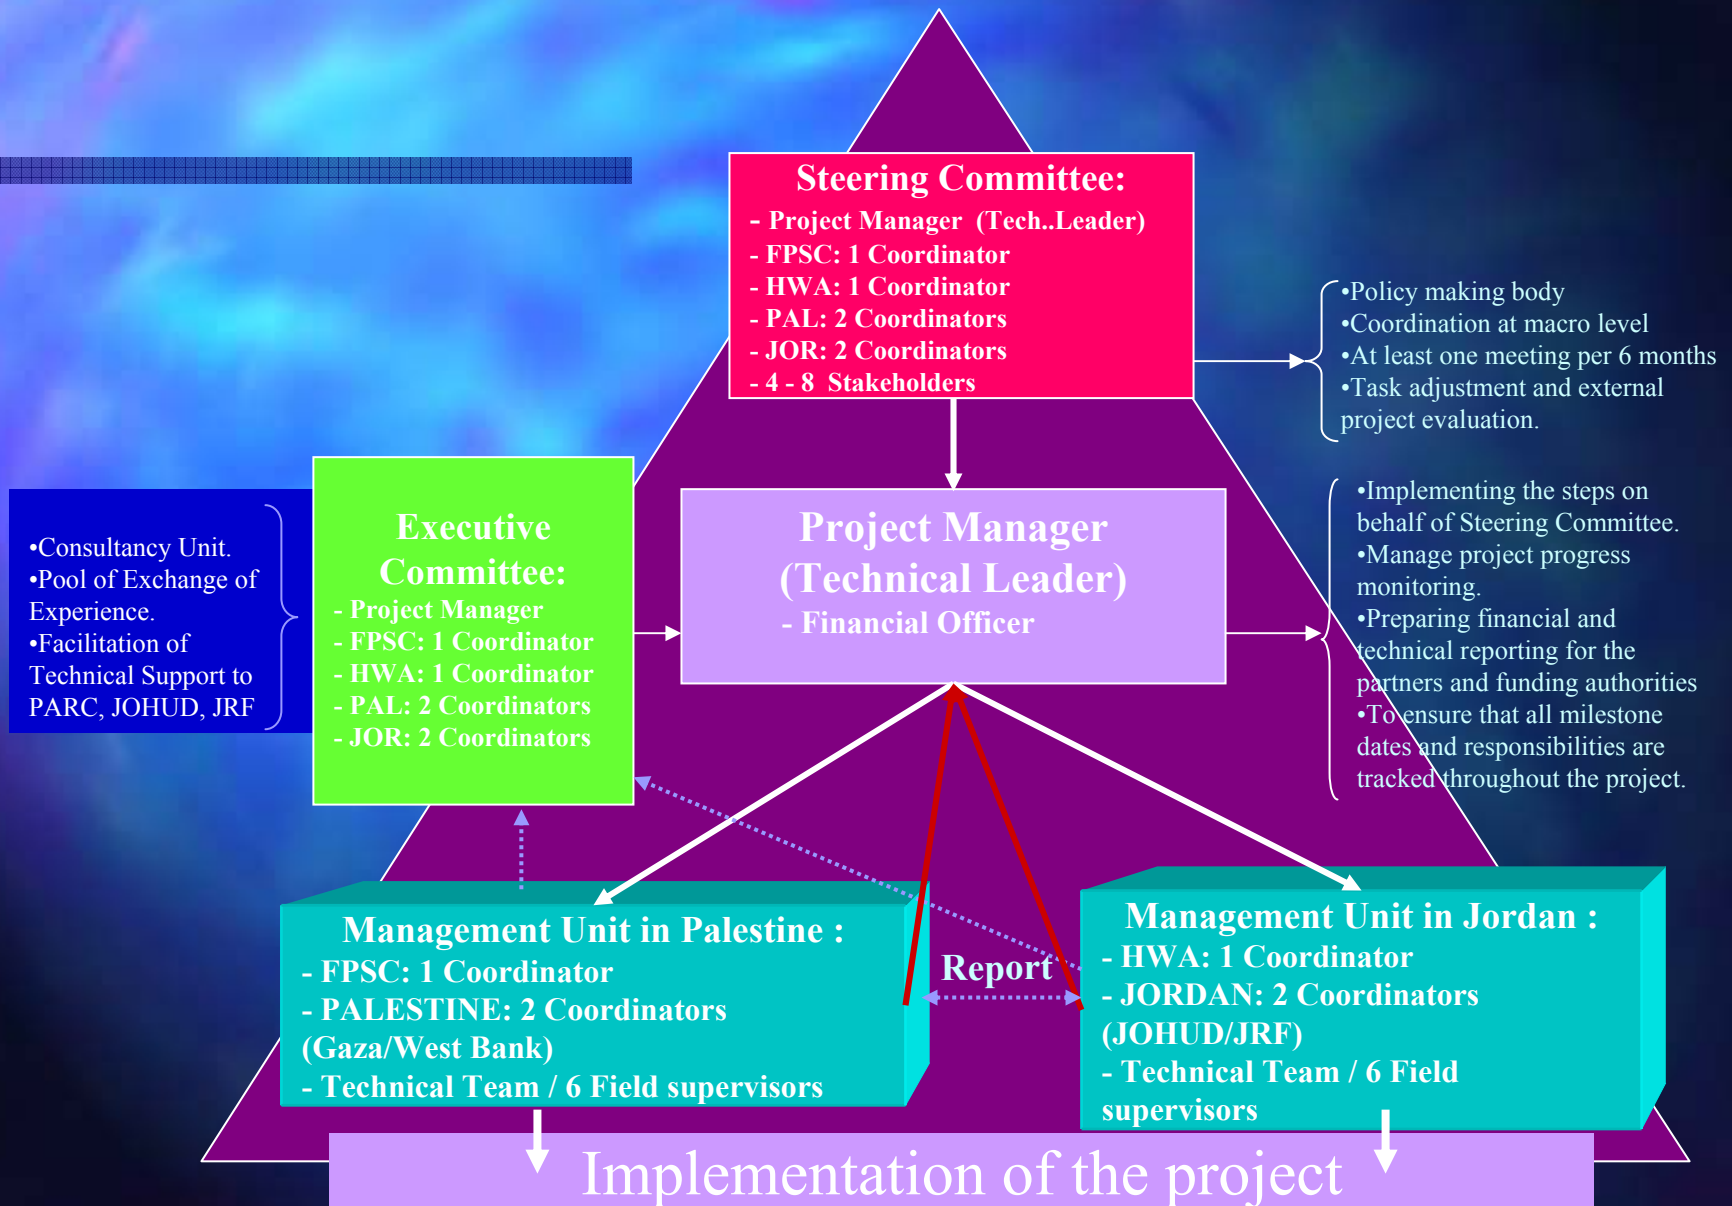 Steering Committee:
- Project Manager (Tech..Leader)
- FPSC: 1 Coordinator
- HWA: 1 Coordinator
- PAL: 2 Coordinators
- JOR: 2 Coordinators
- 4 - 8 Stakeholders
•Policy making body
•Coordination at macro level
•At least one meeting per 6 months
•Task adjustment and external
project evaluation.
•Consultancy Unit.
•Pool of Exchange of
Experience.
•Facilitation of
Technical Support to
PARC, JOHUD, JRF
Executive
Committee:
- Project Manager
- FPSC: 1 Coordinator
- HWA: 1 Coordinator
- PAL: 2 Coordinators
- JOR: 2 Coordinators
Project Manager
(Technical Leader)
- Financial Officer
•Implementing the steps on
behalf of Steering Committee.
•Manage project progress
monitoring.
•Preparing financial and
technical reporting for the
partners and funding authorities
•To ensure that all milestone
dates and responsibilities are
tracked throughout the project.
Management Unit in Palestine :
- FPSC: 1 Coordinator
- PALESTINE: 2 Coordinators
(Gaza/West Bank)
- Technical Team / 6 Field supervisors
Report
Management Unit in Jordan :
- HWA: 1 Coordinator
- JORDAN: 2 Coordinators
(JOHUD/JRF)
- Technical Team / 6 Field
supervisors
Implementation of the project